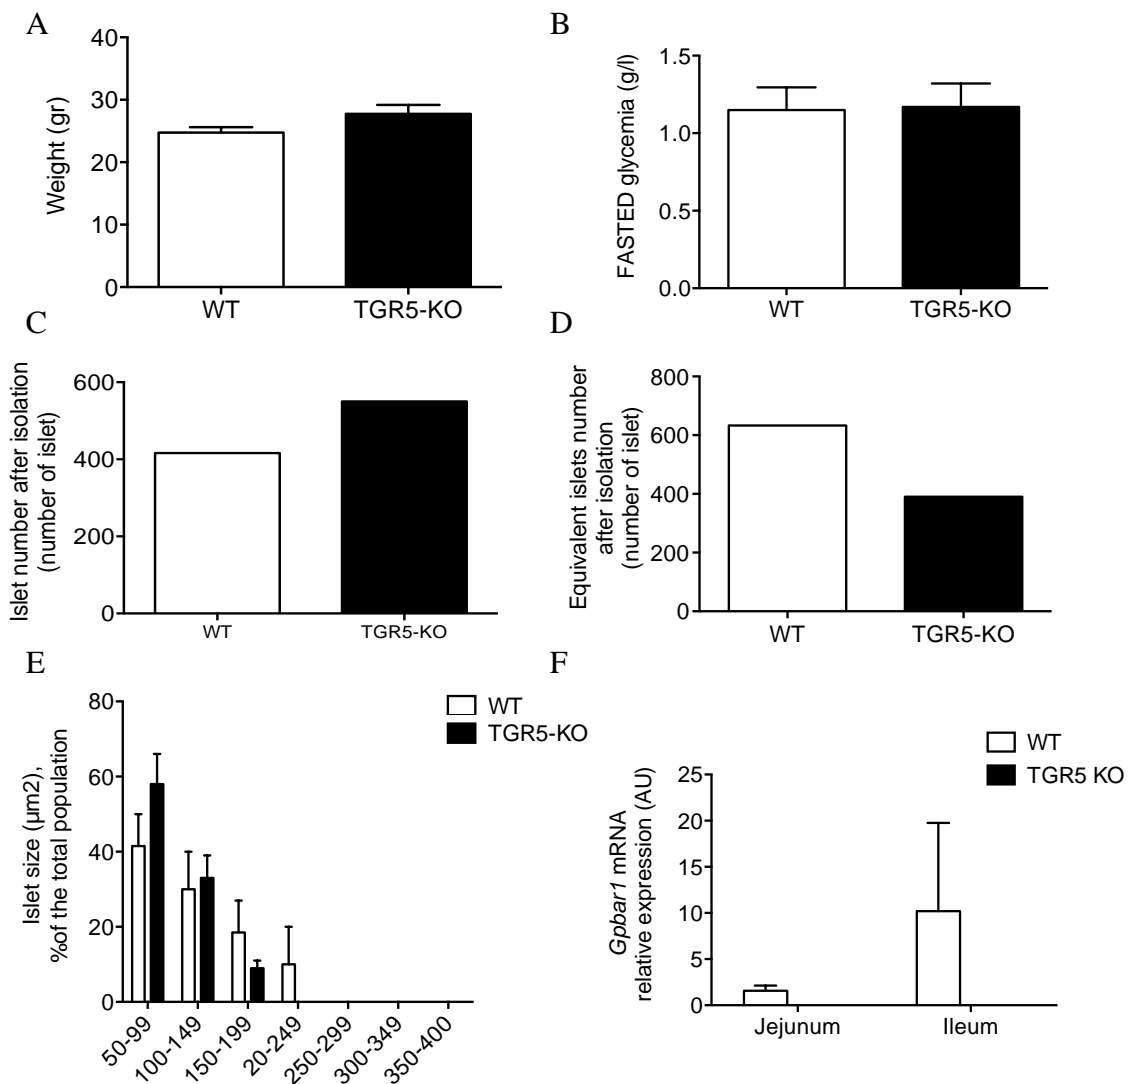 A
Weight (gr)
40
30
20
10
0
WT
TGR5-KO
B
FASTED glycemia (g/l)
1.5
1.0
0.5
0.0
WT
TGR5-KO
C
Islet number after isolation
(number of islet)
600
400
200
0
WT
TGR5-KO
D
Equivalent islets number
after isolation
(number of islet)
800
600
400
200
0
WT
TGR5-KO
E
Islet size (µm2),
%of the total population
80
60
40
20
0
50-99
100-149
150-199
20-249
250-299
300-349
350-400
WT
TGR5-KO
F
Gpbar1 mRNA
relative expression (AU)
25
20
15
10
5
0
Jejunum
Ileum
WT
TGR5 KO